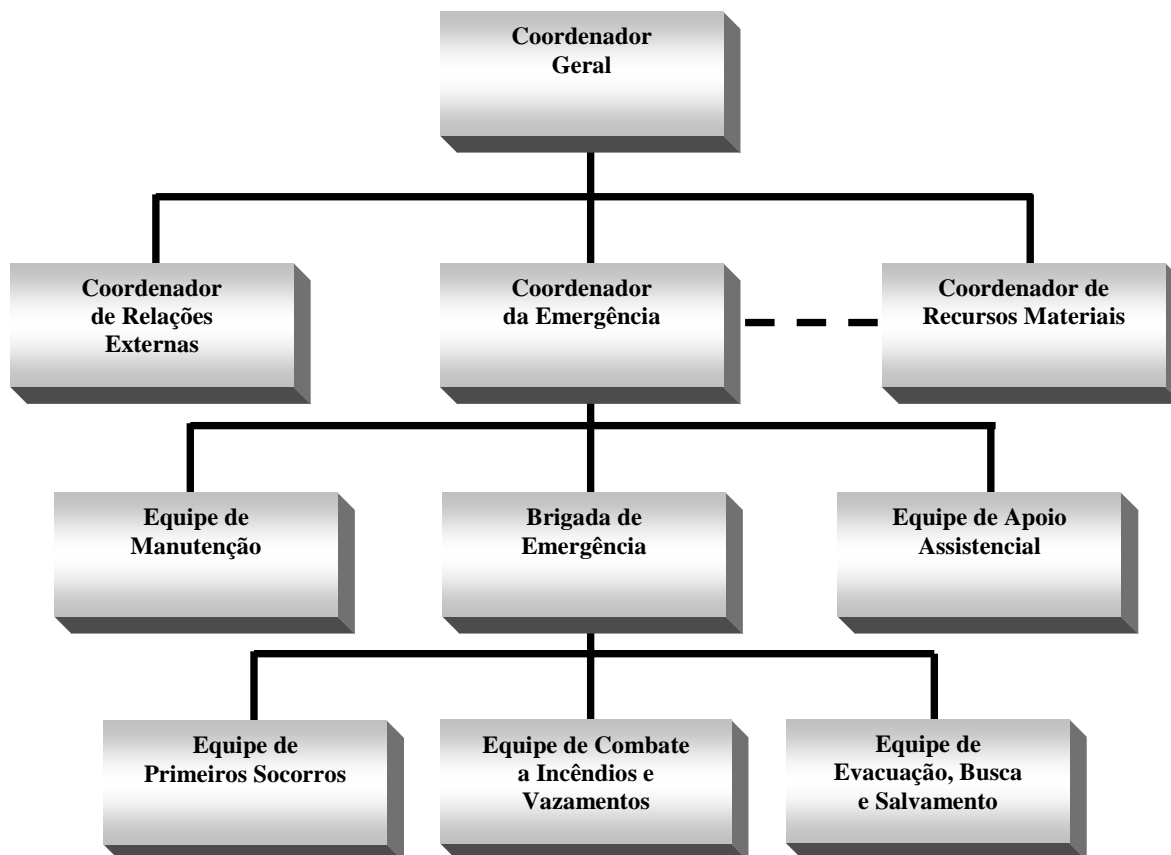 Coordenador
Geral
Coordenador
de Relações
Externas
Coordenador
da Emergência
Coordenador de
Recursos Materiais
Equipe de
Manutenção
Brigada de
Emergência
Equipe de Apoio
Assistencial
Equipe de
Primeiros Socorros
Equipe de Combate
a Incêndios e
Vazamentos
Equipe de
Evacuação, Busca
e Salvamento